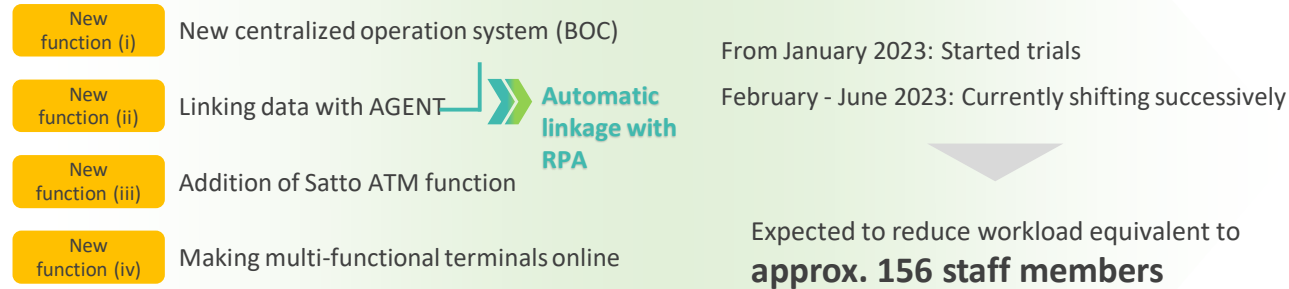 New
function (i)
New centralized operation system (BOC)
New
function (ii)
Linking data with AGENT
Automatic
linkage with
RPA
New
function (iii)
Addition of Satto ATM function
New
function (iv)
Making multi-functional terminals online
From January 2023: Started trials
February - June 2023: Currently shifting successively
Expected to reduce workload equivalent to
approx. 156 staff members